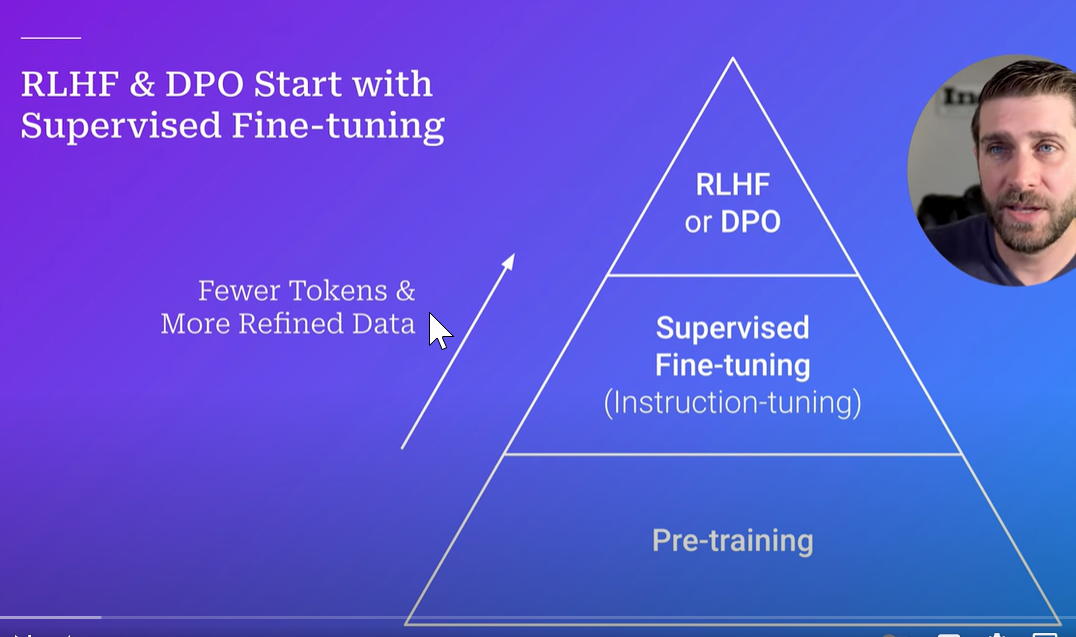 RLHF & DPO Start with
Supervised Fine-tuning
RLHF
or DPO
Fewer Tokens &
More Refined Data
Supervised
Fine-tuning
(Instruction-tuning)
Pre-training